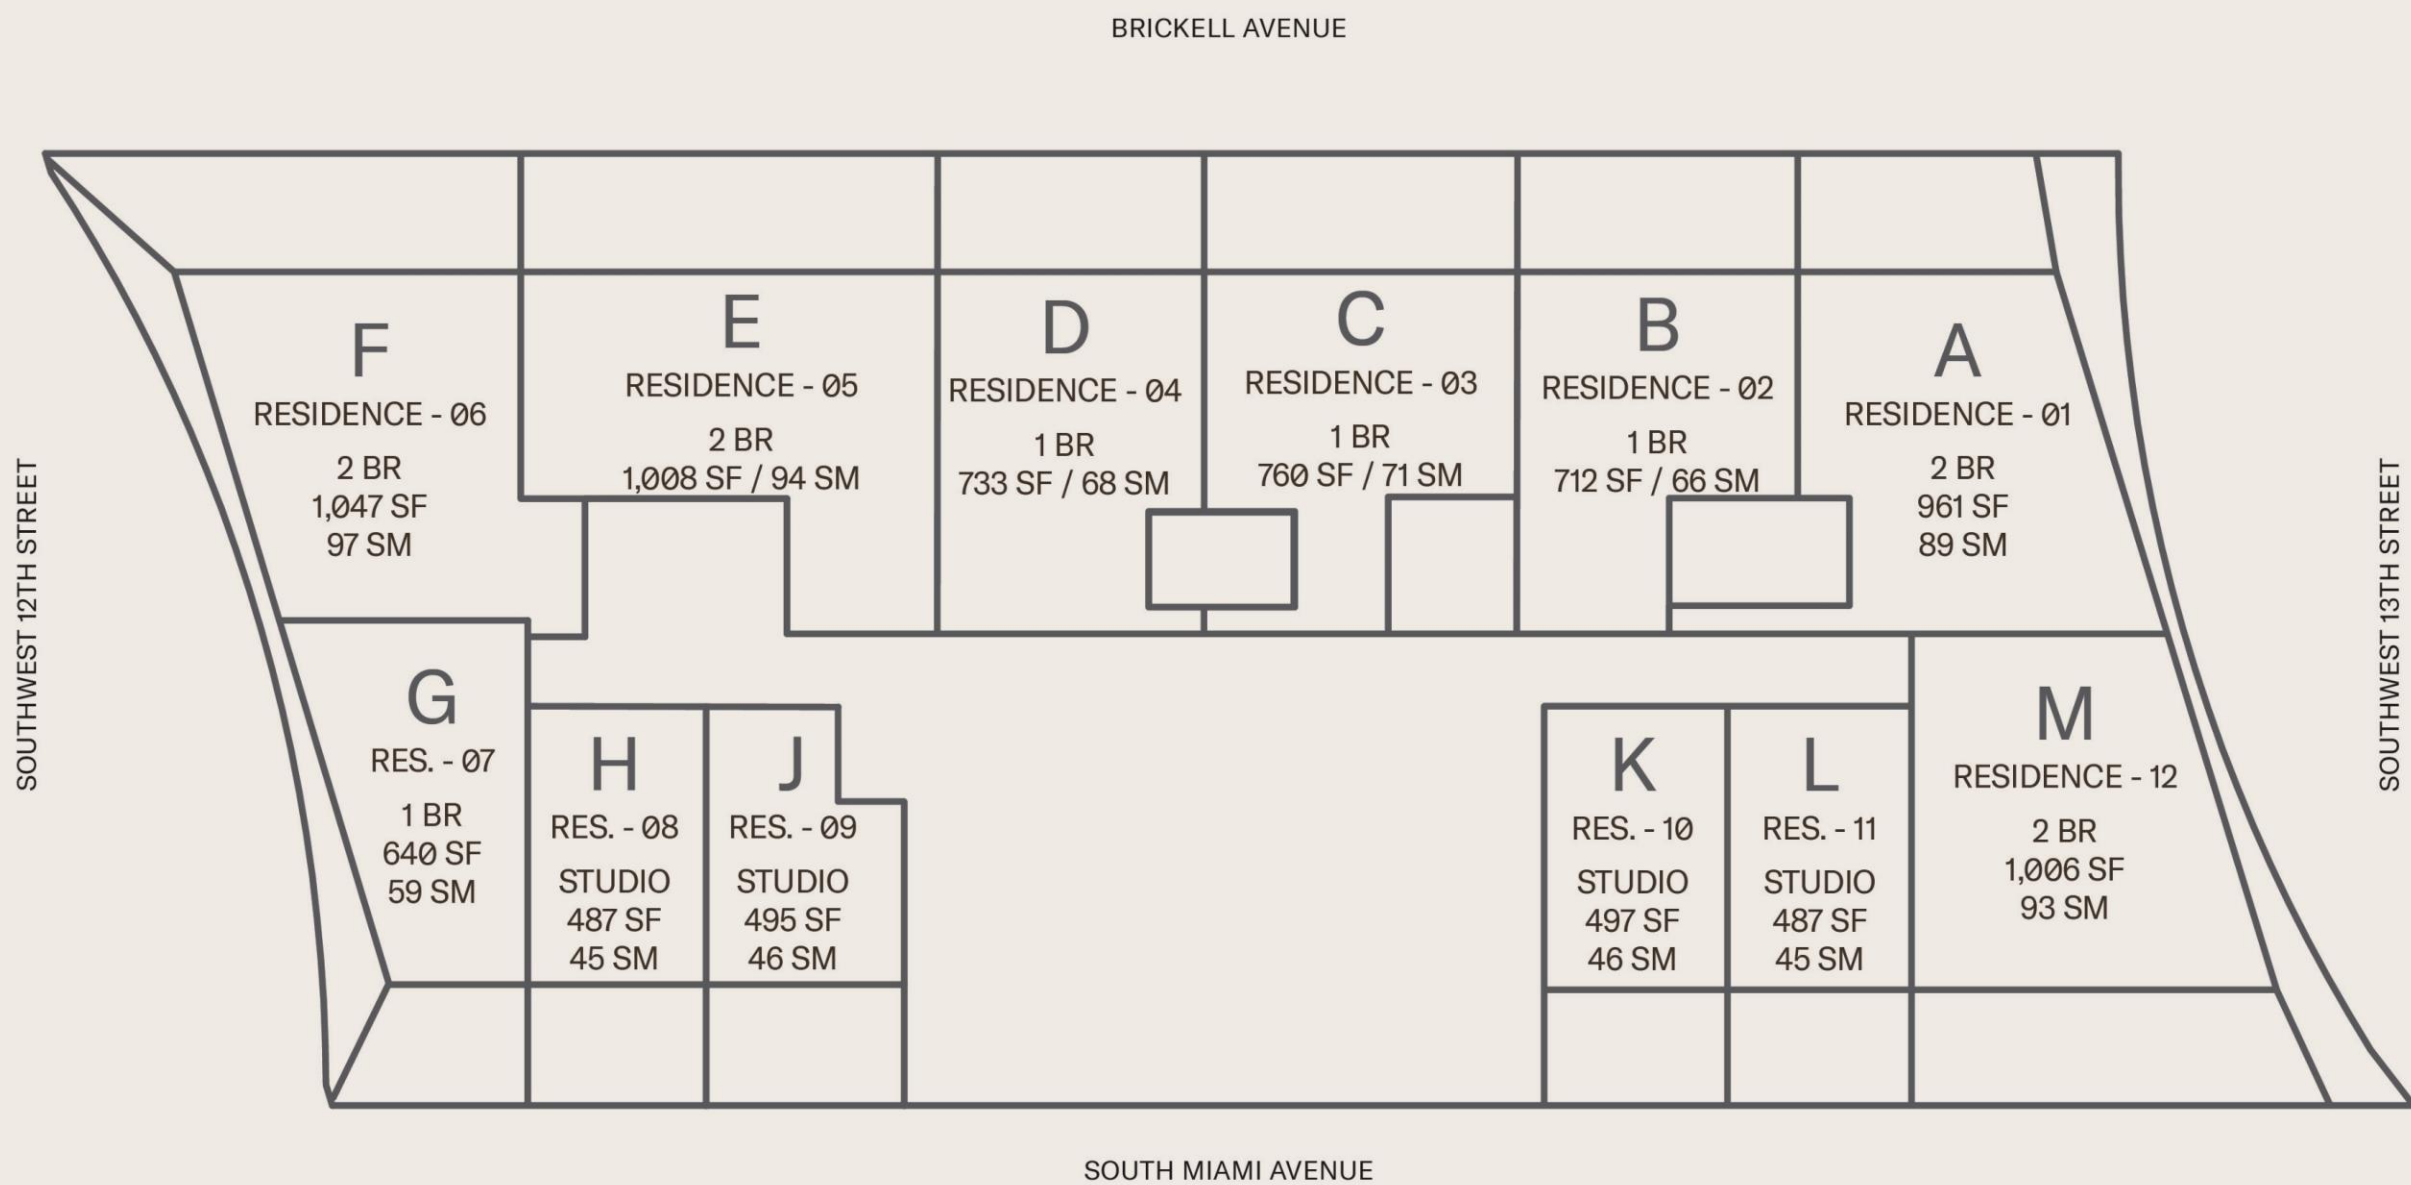 BRICKELL AVENUE
SOUTHWEST 12TH STREET
F
RESIDENCE - 06
2 BR
1,047 SF
97 SM
E
RESIDENCE - 05
2 BR
1,008 SF / 94 SM
D
RESIDENCE - 04
1 BR
733 SF / 68 SM
C
RESIDENCE - 03
1 BR
760 SF / 71 SM
B
RESIDENCE - 02
1 BR
712 SF / 66 SM
A
RESIDENCE - 01
2 BR
961 SF
89 SM
SOUTHWEST 13TH STREET
G
RES. - 07
1 BR
640 SF
59 SM
H
RES. - 08
STUDIO
487 SF
45 SM
J
RES. - 09
STUDIO
495 SF
46 SM
K
RES. - 10
STUDIO
497 SF
46 SM
L
RES. - 11
STUDIO
487 SF
45 SM
M
RESIDENCE - 12
2 BR
1,006 SF
93 SM
SOUTH MIAMI AVENUE